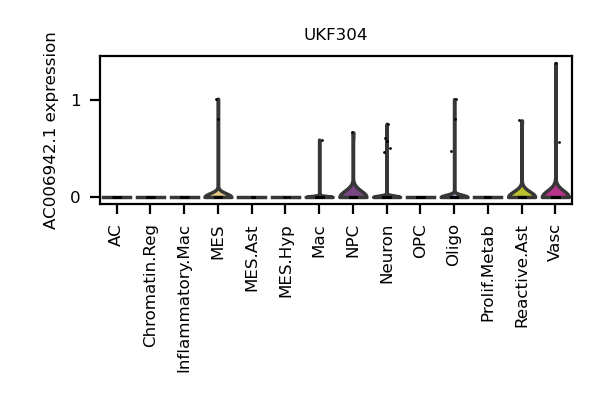 UKF304
AC006942.1 expression
1
0
AC
Chromatin.Reg
Inflammatory.Mac
MES
MES.Ast
MES.Hyp
Mac
NPC
Neuron
OPC
Oligo
Prolif.Metab
Reactive.Ast
Vasc